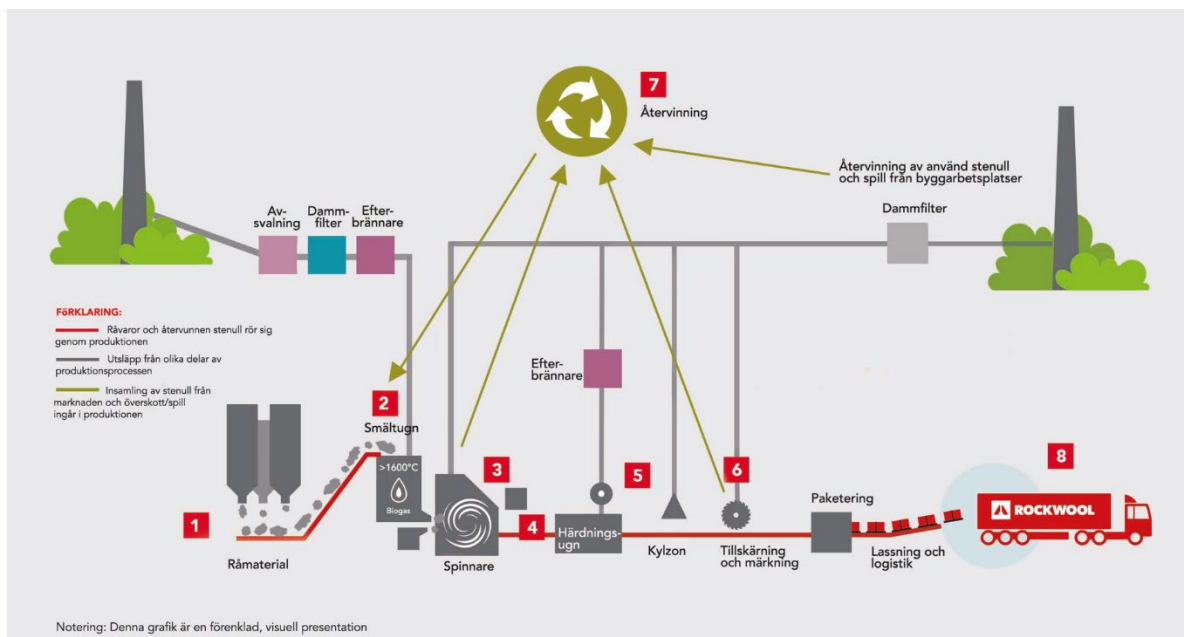 7
Återvinning
Återvinning av använd stenull
och spill från byggarbetsplatser
Dammfilter
Av-
svalning
Damm-
filter
Efter-
brännare
FöRKLARING:
Råvaror och återvunnen stenull rör sig
genom produktionen
Utsläpp från olika delar av
produktionsprocessen
Insamling av stenull från
marknaden och överskott/spill
ingår i produktionen
Efter-
brännare
2
Smältugn
>1600°C
Biogas
1
Råmaterial
3
Spinnare
4
5
Härdnings-
ugn
Kylzon
6
Tillskärning
och märkning
Paketering
Lassning och
logistik
8
ROCKWOOL
Notering: Denna grafik är en förenklad, visuell presentation